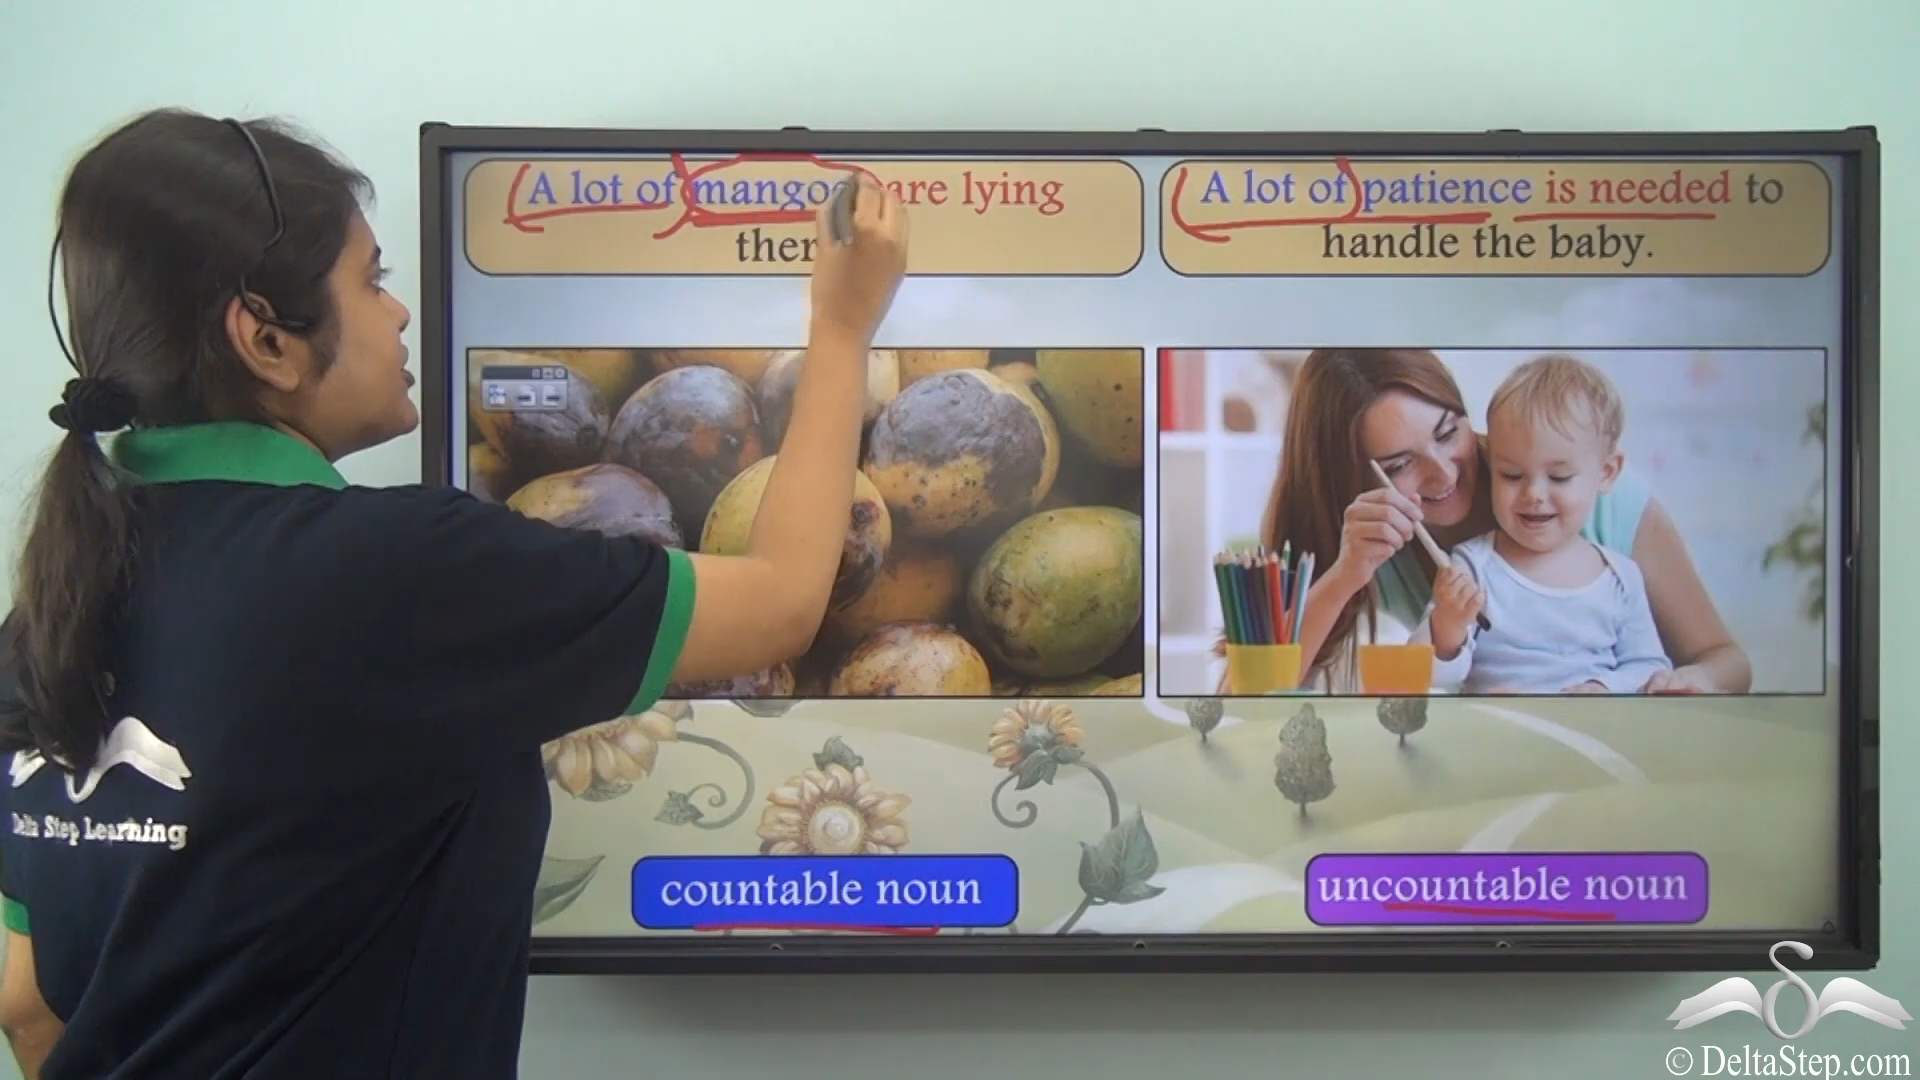 A lot of mango are lying
ther
A lot of patience is needed to
handle the baby.
countable noun
uncountable noun
Delta Step Learning
© DeltaStep.com